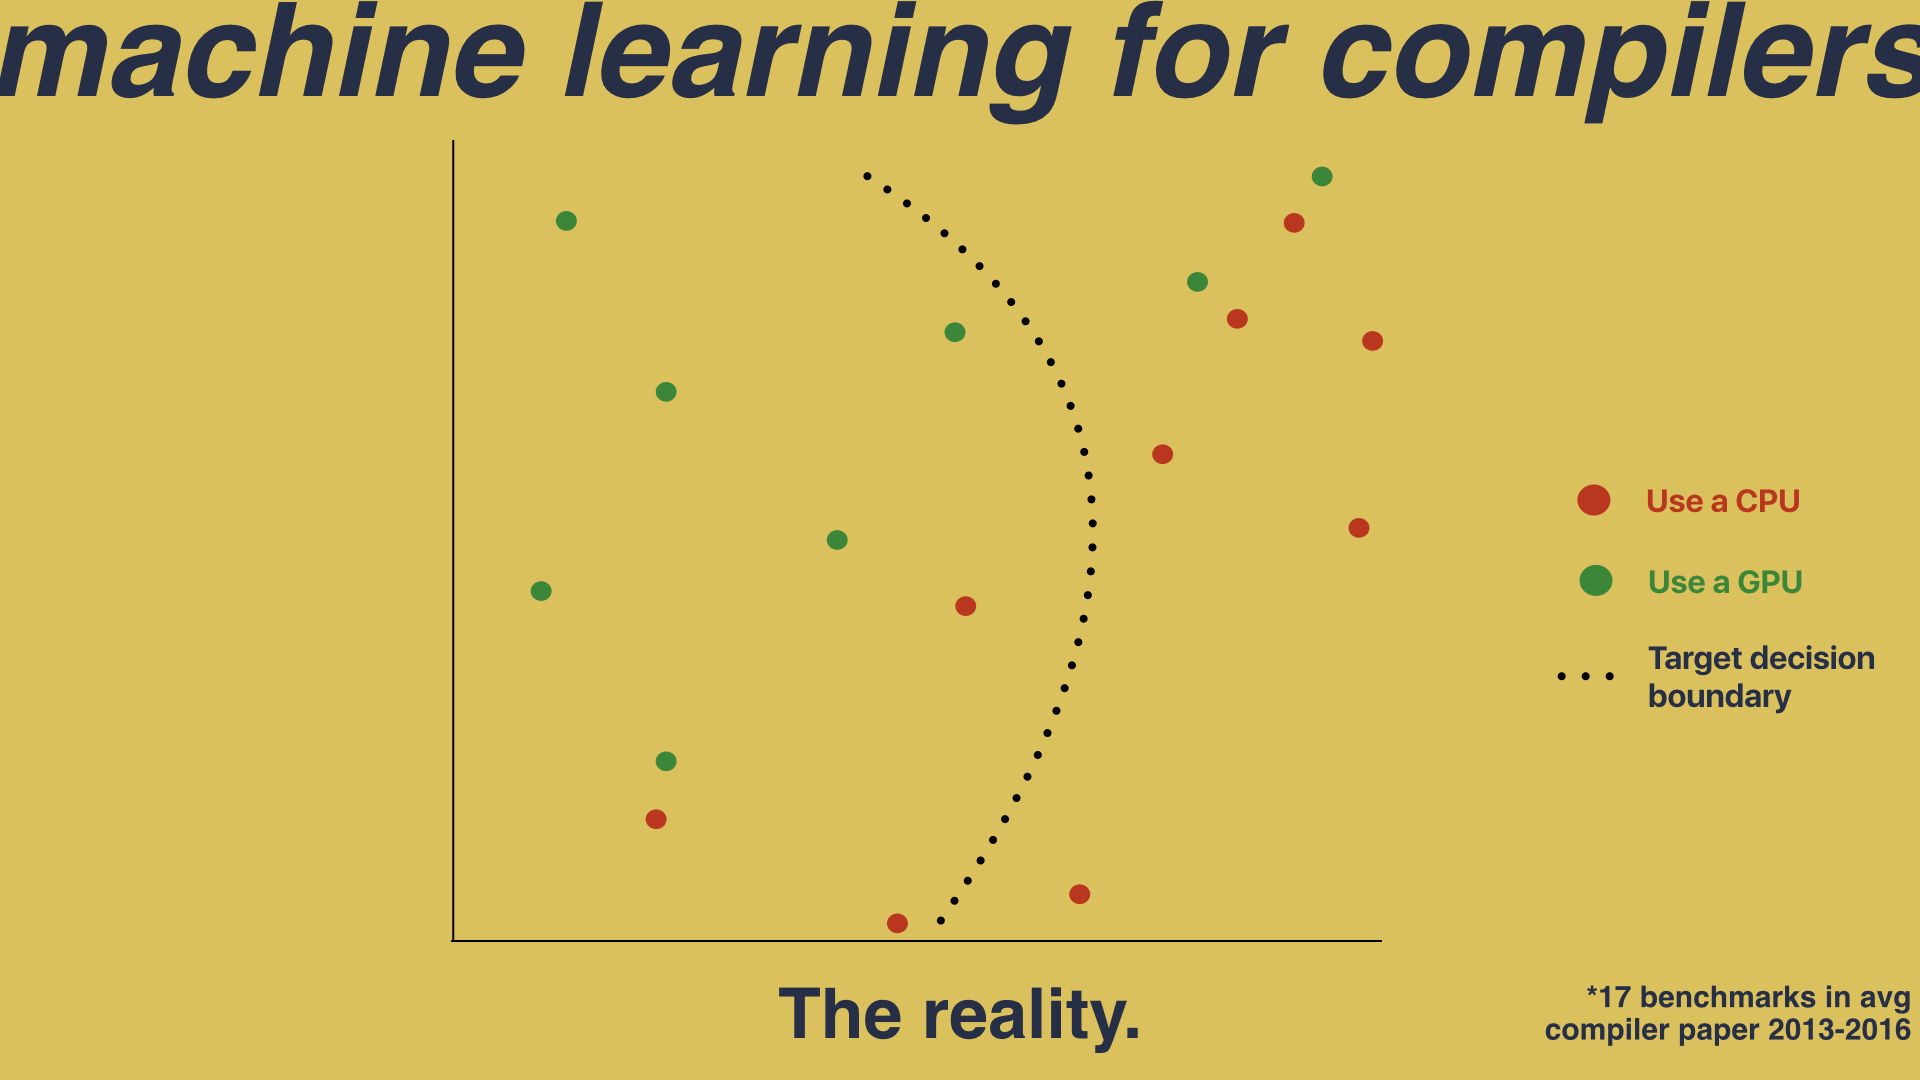 machine learning for compilers
Use a CPU
Use a GPU
Target decision
boundary
The reality.
*17 benchmarks in avg
compiler paper 2013-2016